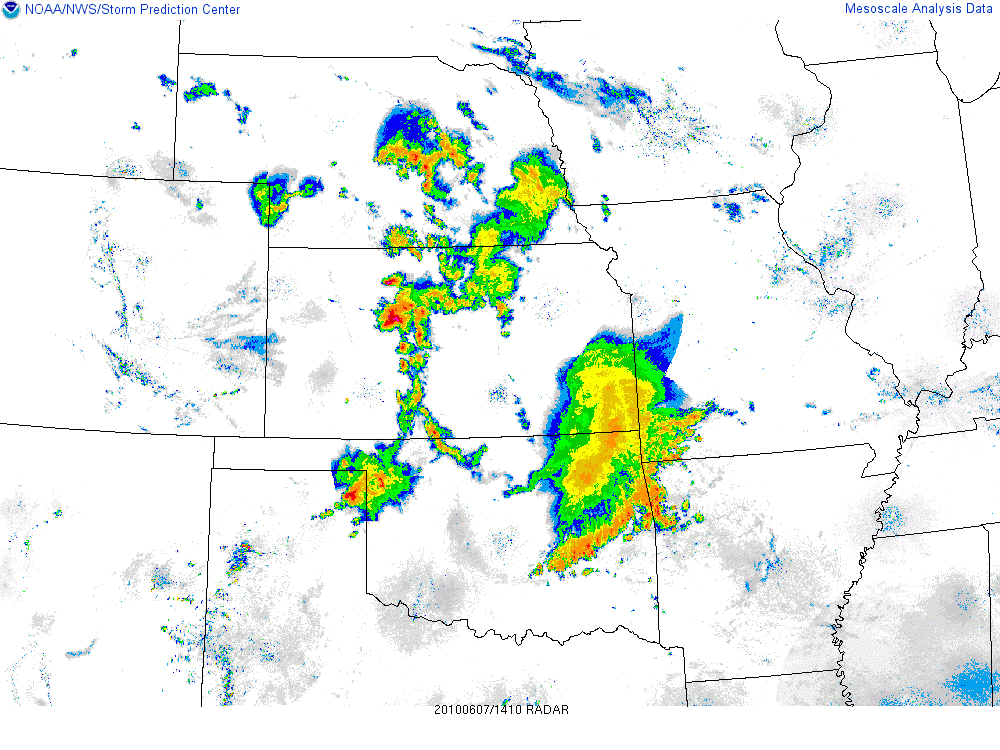 NOAA/NWS/Storm Prediction Center
Mesoscale Analysis Data
20100607/1410 RADAR